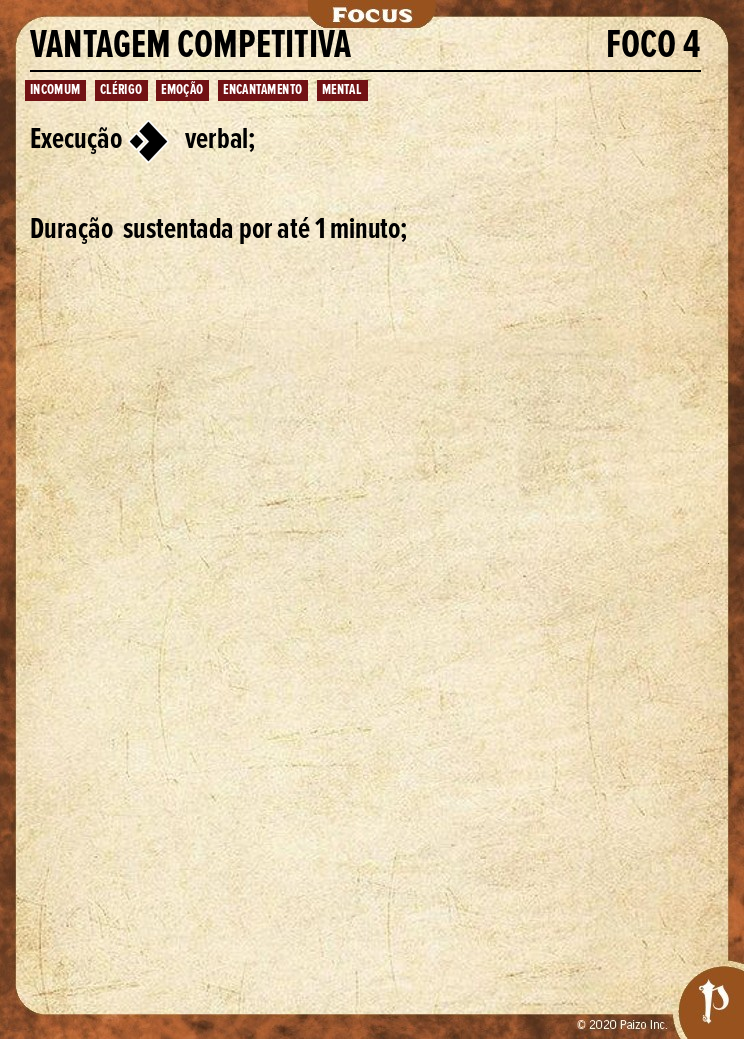 Focus
VANTAGEM COMPETITIVA FOCO 4
INCOMUM CLÉRIGO EMOÇÃO ENCANTAMENTO MENTAL
Execução verbal;
Duração sustentada por até 1 minuto;
© 2020 Paizo Inc.